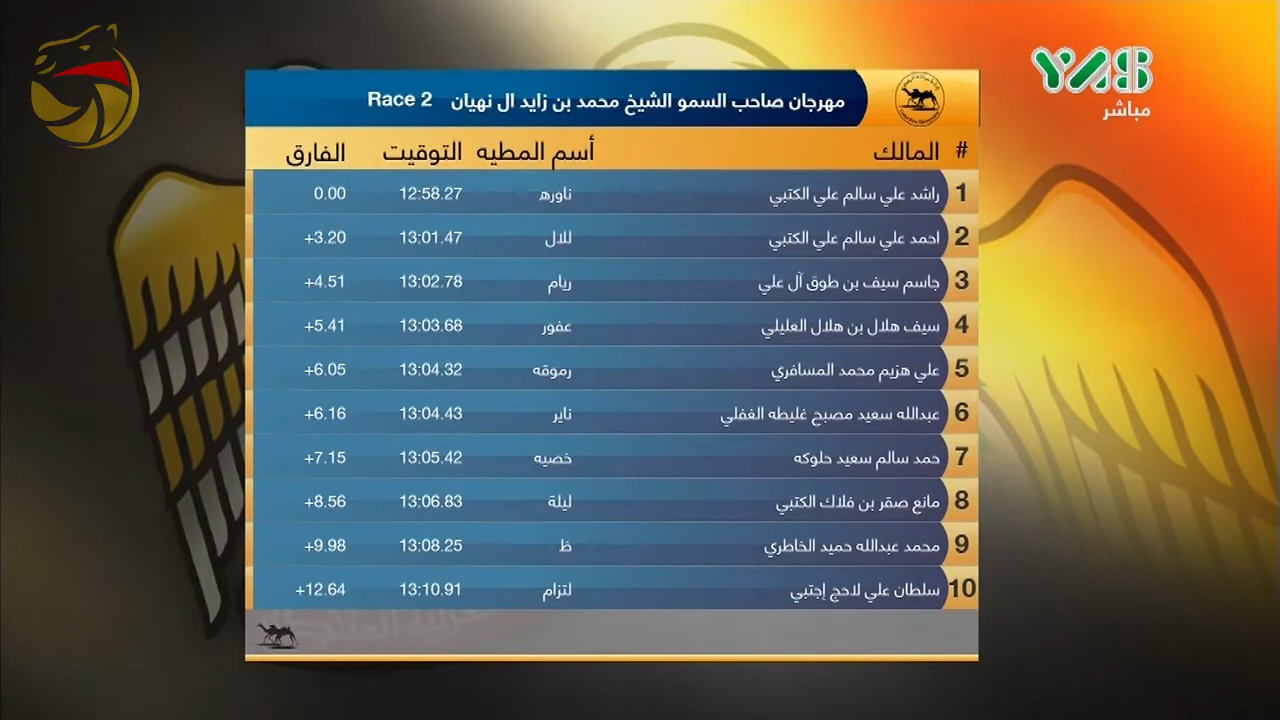 YAS
مباشر
مهرجان صاحب السمو الشيخ محمد بن زايد ال نهيان Race 2
# المالك أسم المطيه التوقيت الفارق
1 راشد علي سالم علي الكتبي ناوره 12:58.27 0.00
2 احمد علي سالم علي الكتبي للال 13:01.47 +3.20
3 جاسم سيف بن طوق آل علي ريام 13:02.78 +4.51
4 سيف هلال بن هلال العليلي عفور 13:03.68 +5.41
5 علي هزيم محمد المسافري رموقه 13:04.32 +6.05
6 عبدالله سعيد مصبح غليطه الغفلي ناير 13:04.43 +6.16
7 حمد سالم سعيد حلوكه خصيه 13:05.42 +7.15
8 مانع صقر بن فلاك الكتبي ليلة 13:06.83 +8.56
9 محمد عبدالله حميد الخاطري ظ 13:08.25 +9.98
10 سلطان علي لاحج إجتبي لتزام 13:10.91 +12.64